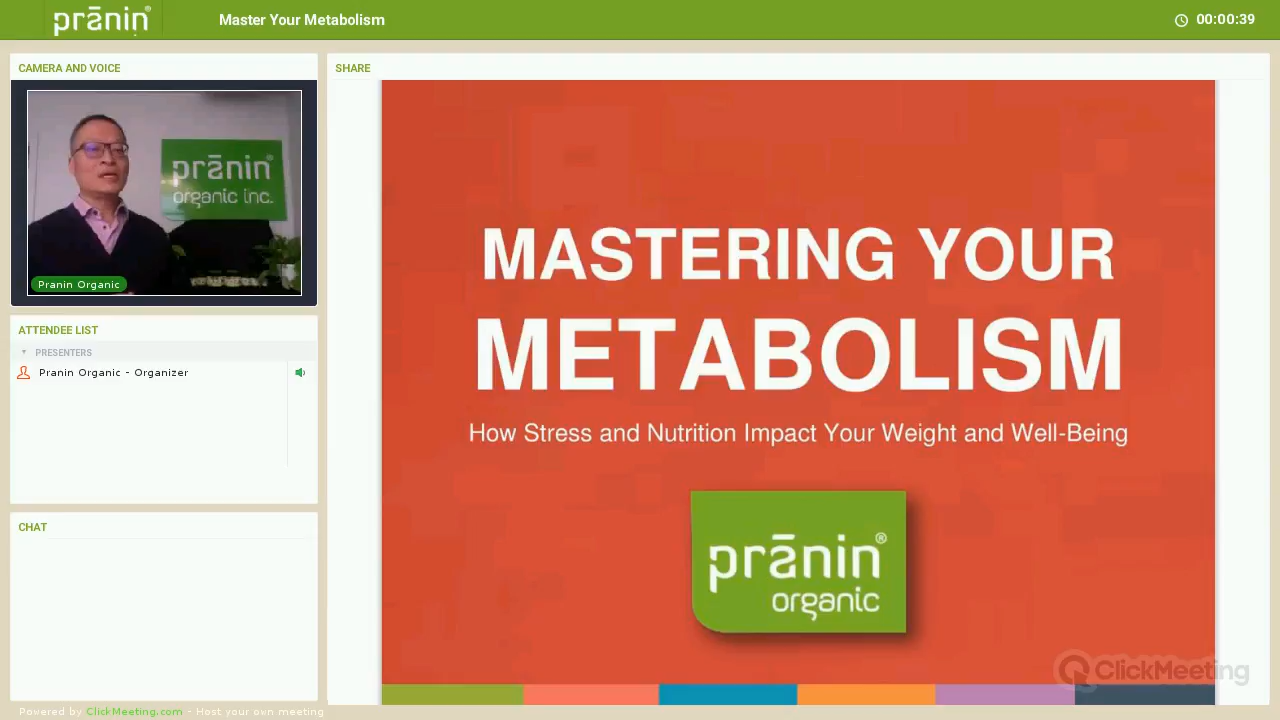 prānin®
Master Your Metabolism
00:00:39
CAMERA AND VOICE
prānin®
organic inc.
Pranin Organic
ATTENDEE LIST
PRESENTERS
Pranin Organic - Organizer
CHAT
SHARE
MASTERING YOUR
METABOLISM
How Stress and Nutrition Impact Your Weight and Well-Being
prānin®
organic
ClickMeeting
Powered by ClickMeeting.com - Host your own meeting